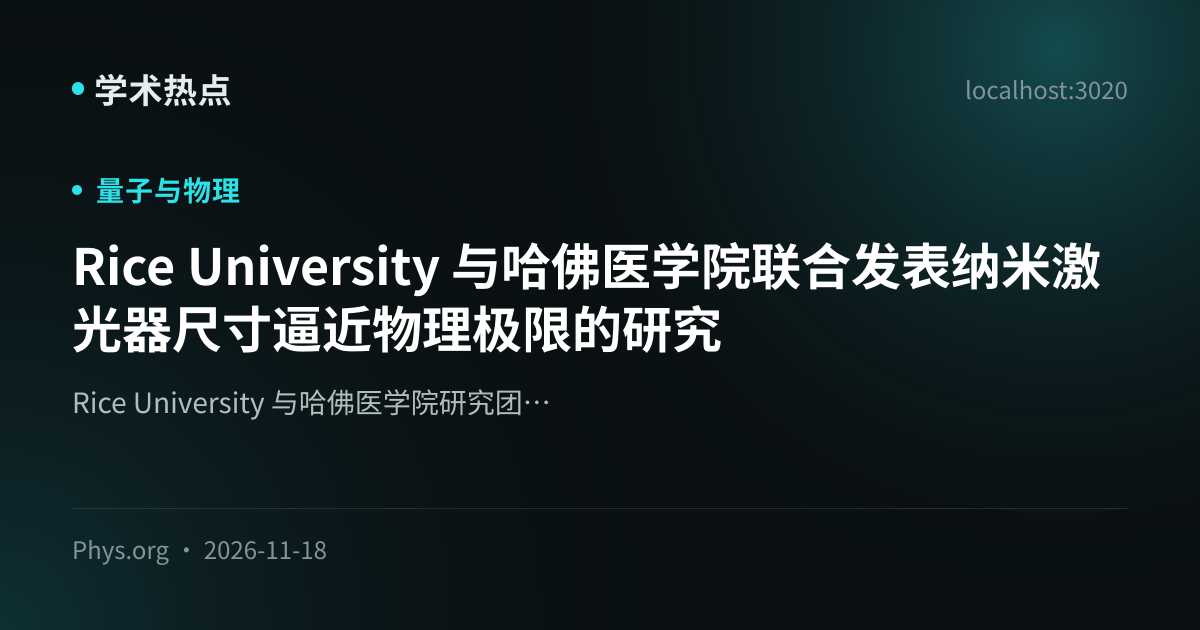 学术热点
localhost:3020
量子与物理
Rice University 与哈佛医学院联合发表纳米激
光器尺寸逼近物理极限的研究
Rice University 与哈佛医学院研究团…
Phys.org · 2026-11-18